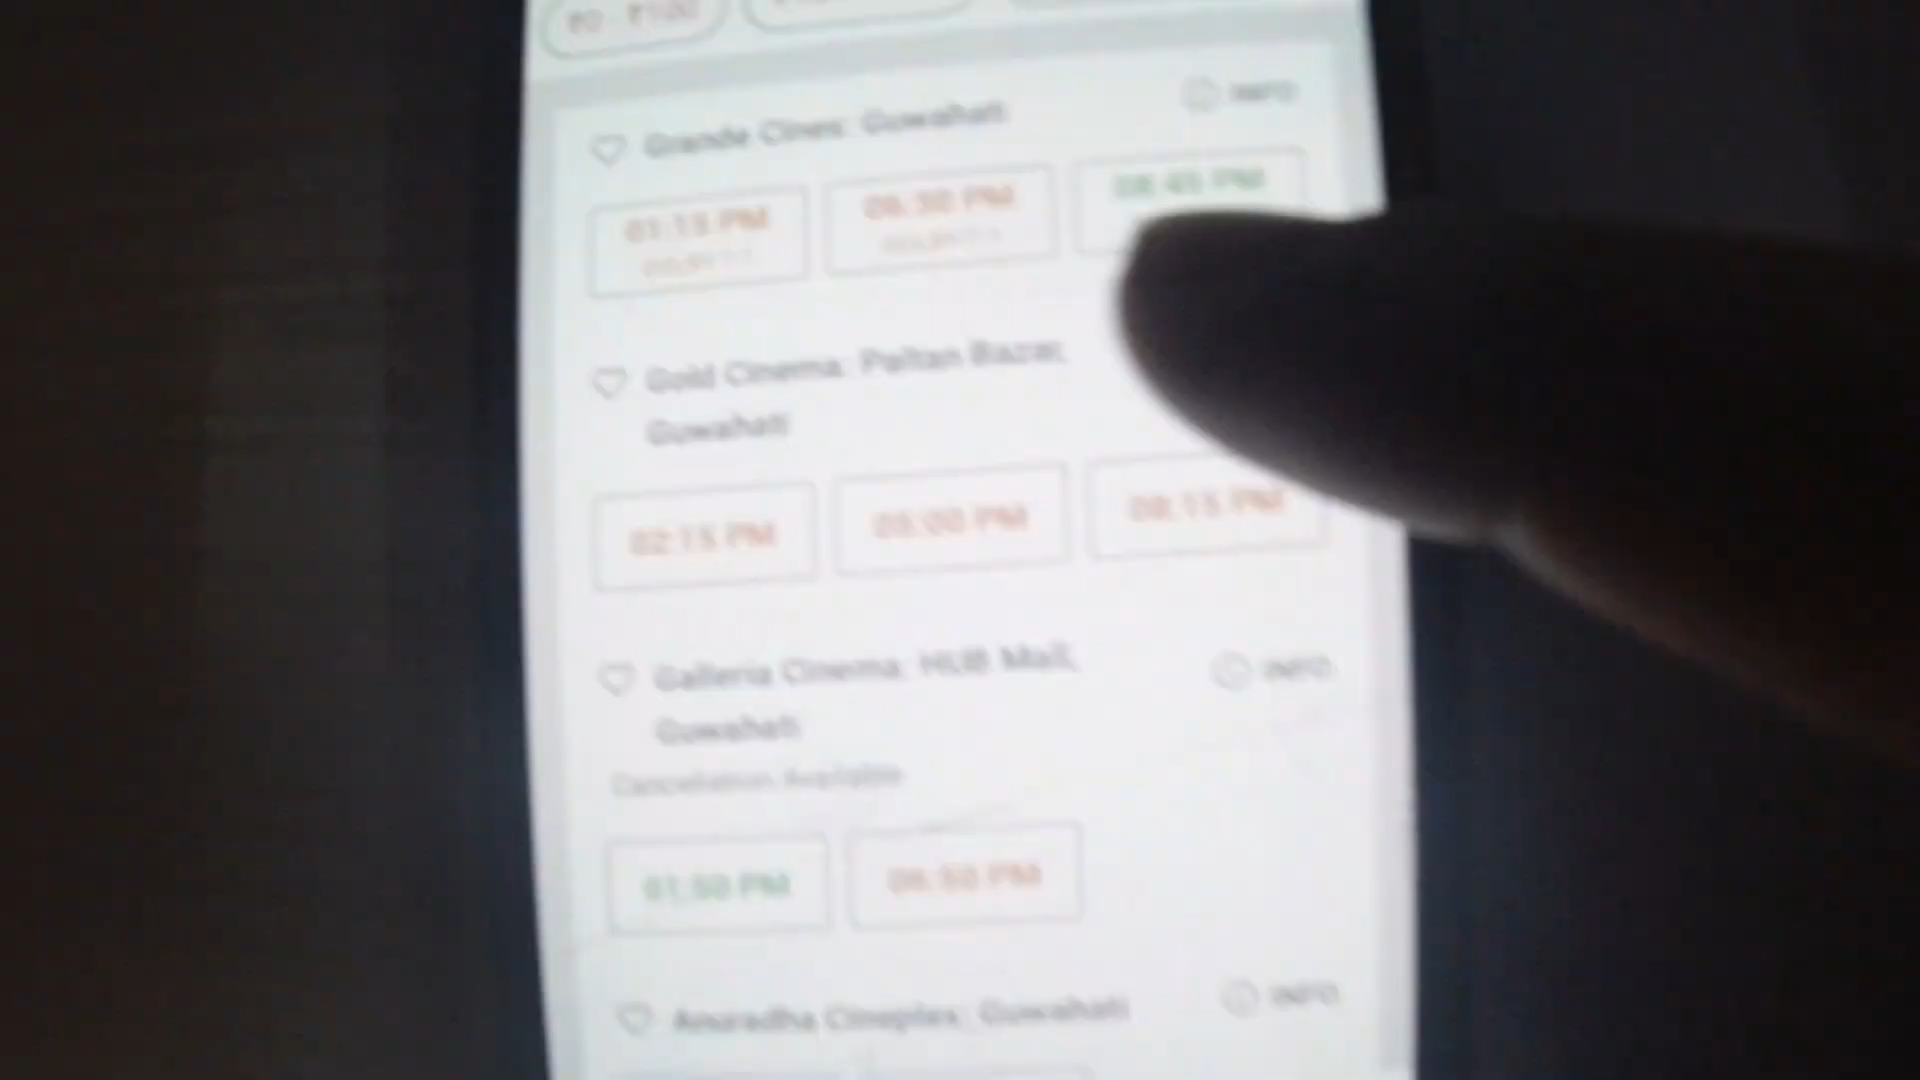 ₹0 - ₹100
Grande Cines: Guwahati
INFO
01:15 PM
06:30 PM
08:45 PM
Gold Cinema: Paltan Bazar,
Guwahati
02:15 PM
05:00 PM
08:15 PM
Galleria Cinema: HUB Mall,
Guwahati
INFO
Cancellation Available
01:50 PM
06:50 PM
Anuradha Cineplex: Guwahati
INFO